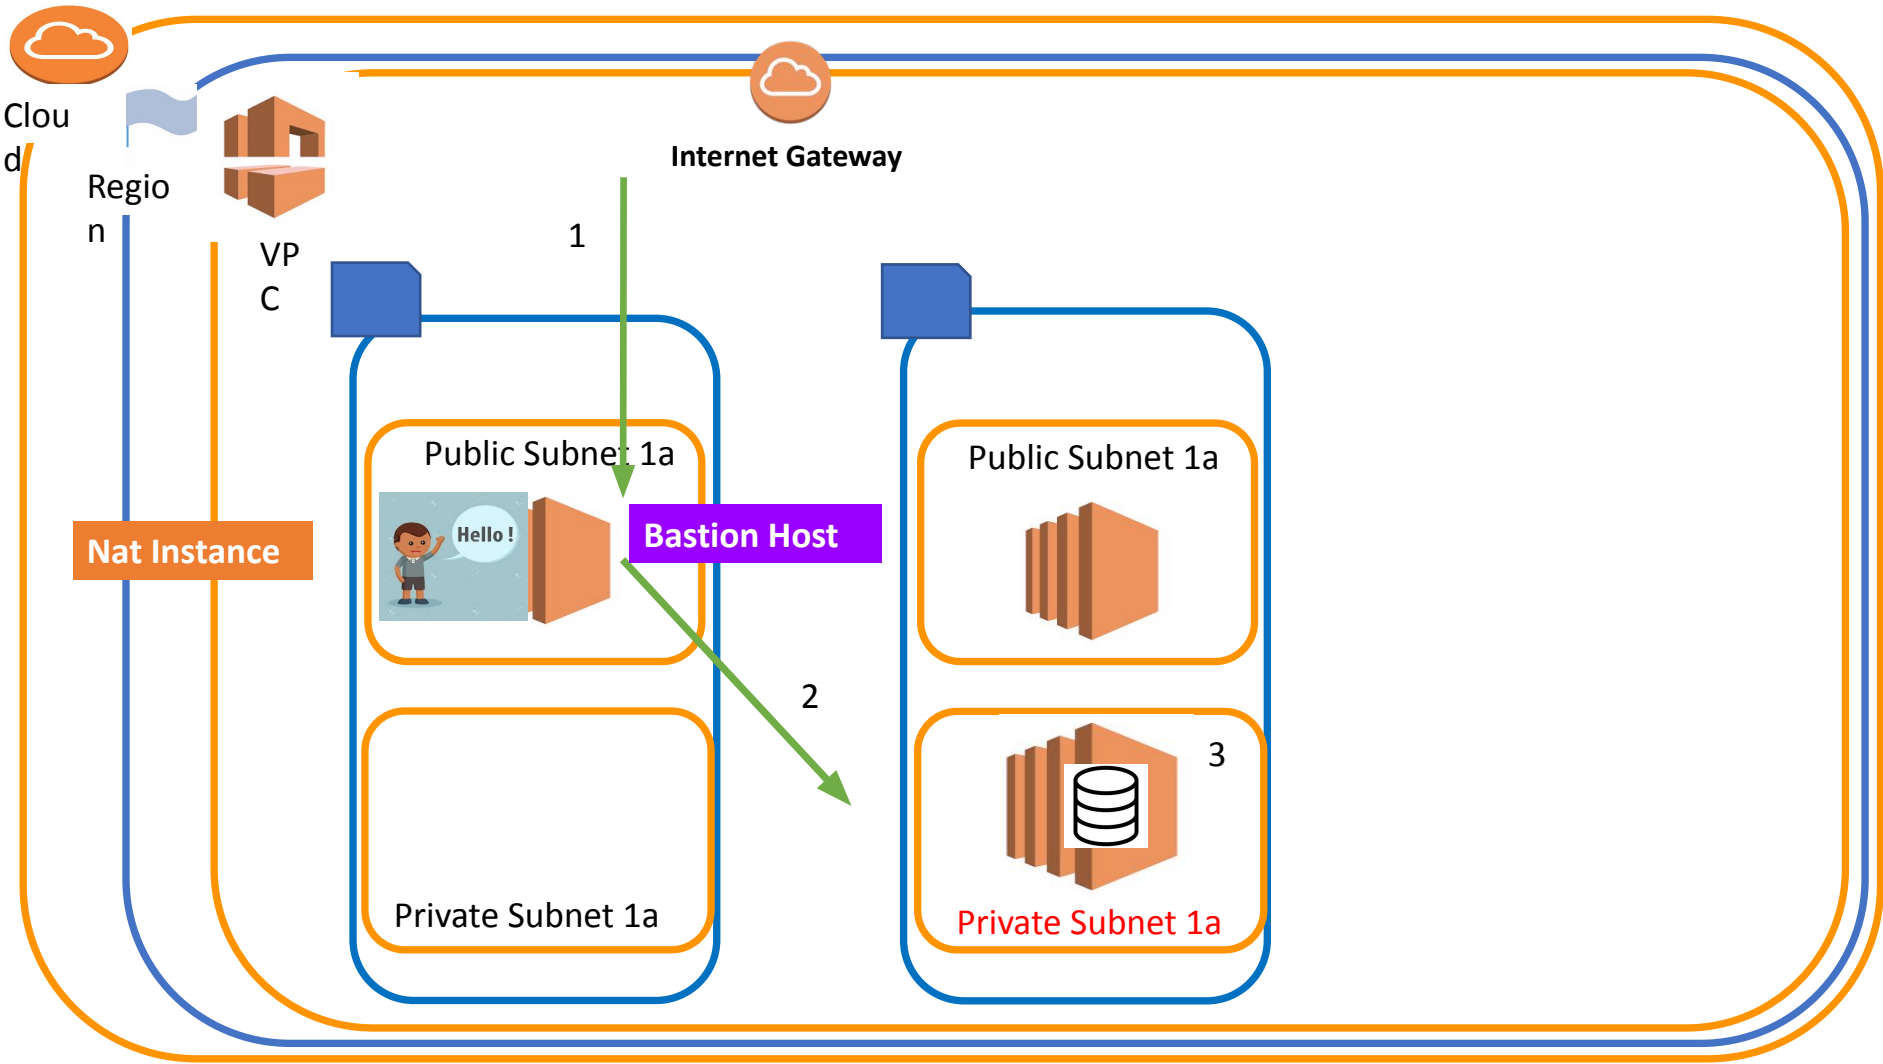 Clou
d
Regio
n
VP
C
Internet Gateway
1
Public Subnet 1a
Public Subnet 1a
Hello !
Nat Instance
Bastion Host
2
3
Private Subnet 1a
Private Subnet 1a